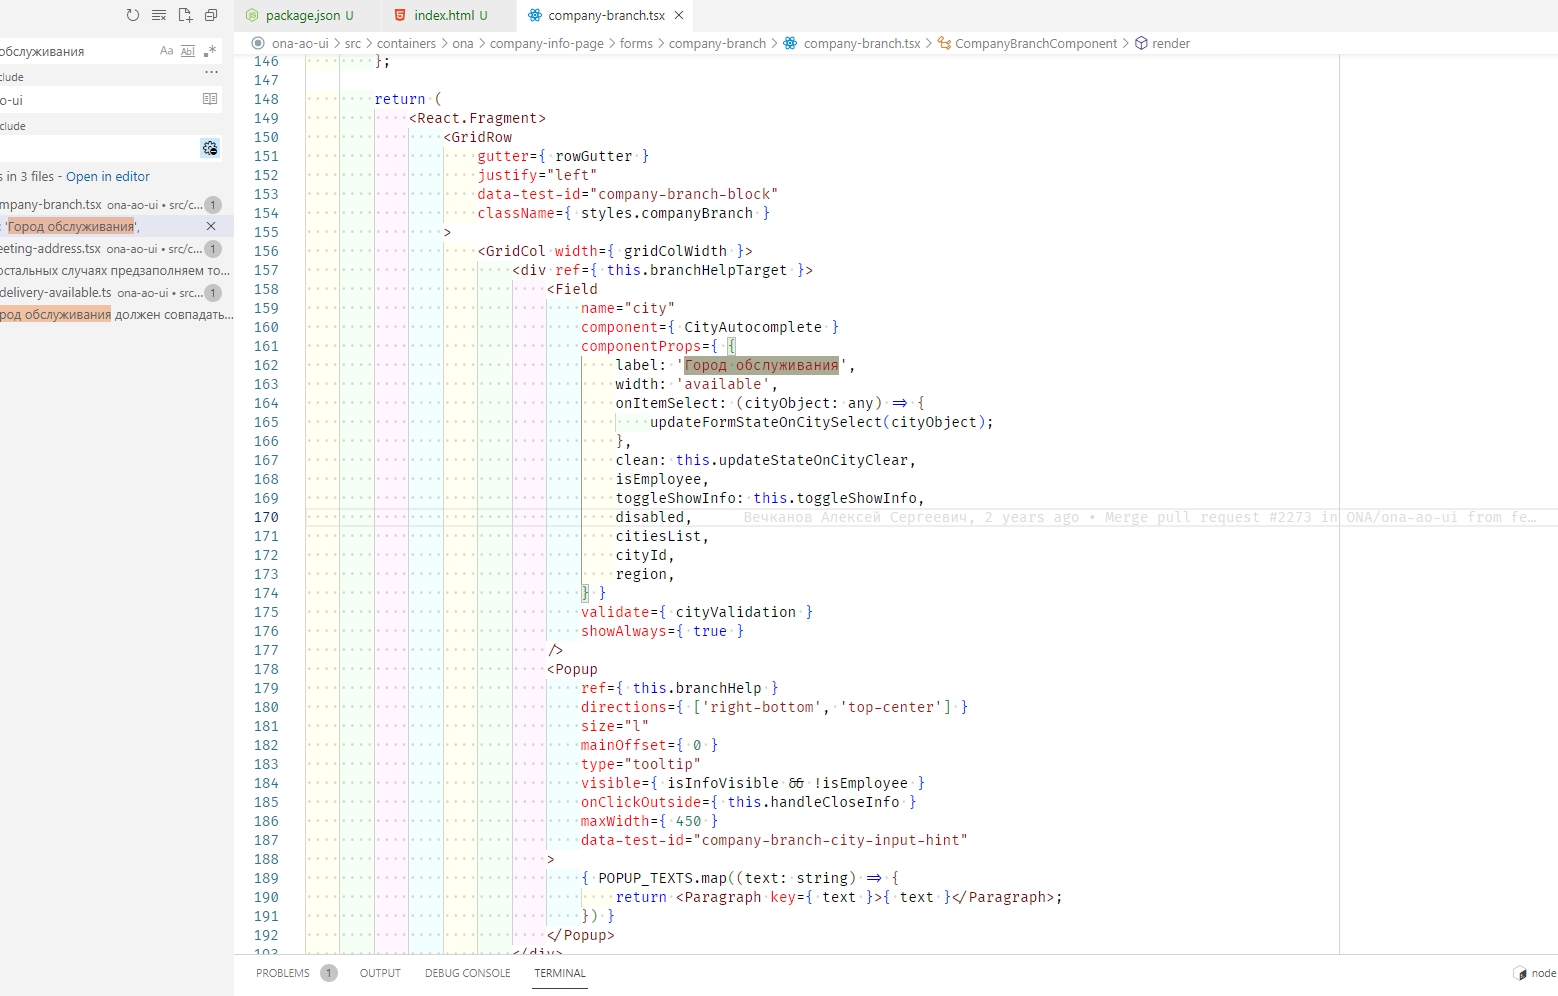 package.json U
index.html U
company-branch.tsx
ona-ao-ui > src > containers > ona > company-info-page > forms > company-branch > company-branch.tsx > CompanyBranchComponent > render
обслуживания
Aa Abl .*
clude
o-ui
clude
s in 3 files - Open in editor
mpany-branch.tsx ona-ao-ui • src/c... 1
: 'Город обслуживания',
eeting-address.tsx ona-ao-ui • src/c... 1
остальных случаях предзаполняем то...
delivery-available.ts ona-ao-ui • src... 1
род обслуживания должен совпадать...
146 };
147
148 return (
149 <React.Fragment>
150 <GridRow
151 gutter={ rowGutter }
152 justify="left"
153 data-test-id="company-branch-block"
154 className={ styles.companyBranch }
155 >
156 <GridCol width={ gridColWidth }>
157 <div ref={ this.branchHelpTarget }>
158 <Field
159 name="city"
160 component={ CityAutocomplete }
161 componentProps={ {
162 label: 'Город обслуживания',
163 width: 'available',
164 onItemSelect: (cityObject: any) => {
165 updateFormStateOnCitySelect(cityObject);
166 },
167 clean: this.updateStateOnCityClear,
168 isEmployee,
169 toggleShowInfo: this.toggleShowInfo,
170 disabled, Вечканов Алексей Сергеевич, 2 years ago • Merge pull request #2273 in ONA/ona-ao-ui from fe…
171 citiesList,
172 cityId,
173 region,
174 } }
175 validate={ cityValidation }
176 showAlways={ true }
177 />
178 <Popup
179 ref={ this.branchHelp }
180 directions={ ['right-bottom', 'top-center'] }
181 size="l"
182 mainOffset={ 0 }
183 type="tooltip"
184 visible={ isInfoVisible && !isEmployee }
185 onClickOutside={ this.handleCloseInfo }
186 maxWidth={ 450 }
187 data-test-id="company-branch-city-input-hint"
188 >
189 { POPUP_TEXTS.map((text: string) => {
190 return <Paragraph key={ text }>{ text }</Paragraph>;
191 }) }
192 </Popup>
193 </div>
PROBLEMS 1 OUTPUT DEBUG CONSOLE TERMINAL
node